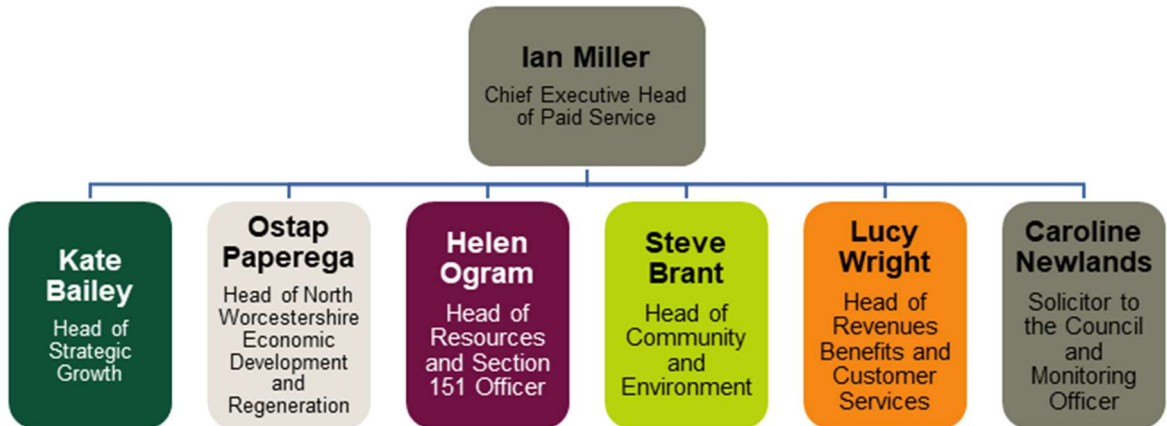 Ian Miller
Chief Executive Head
of Paid Service
Kate
Bailey
Head of
Strategic
Growth
Ostap
Paperega
Head of North
Worcestershire
Economic
Development
and
Regeneration
Helen
Ogram
Head of
Resources
and Section
151 Officer
Steve
Brant
Head of
Community
and
Environment
Lucy
Wright
Head of
Revenues
Benefits and
Customer
Services
Caroline
Newlands
Solicitor to
the Council
and
Monitoring
Officer